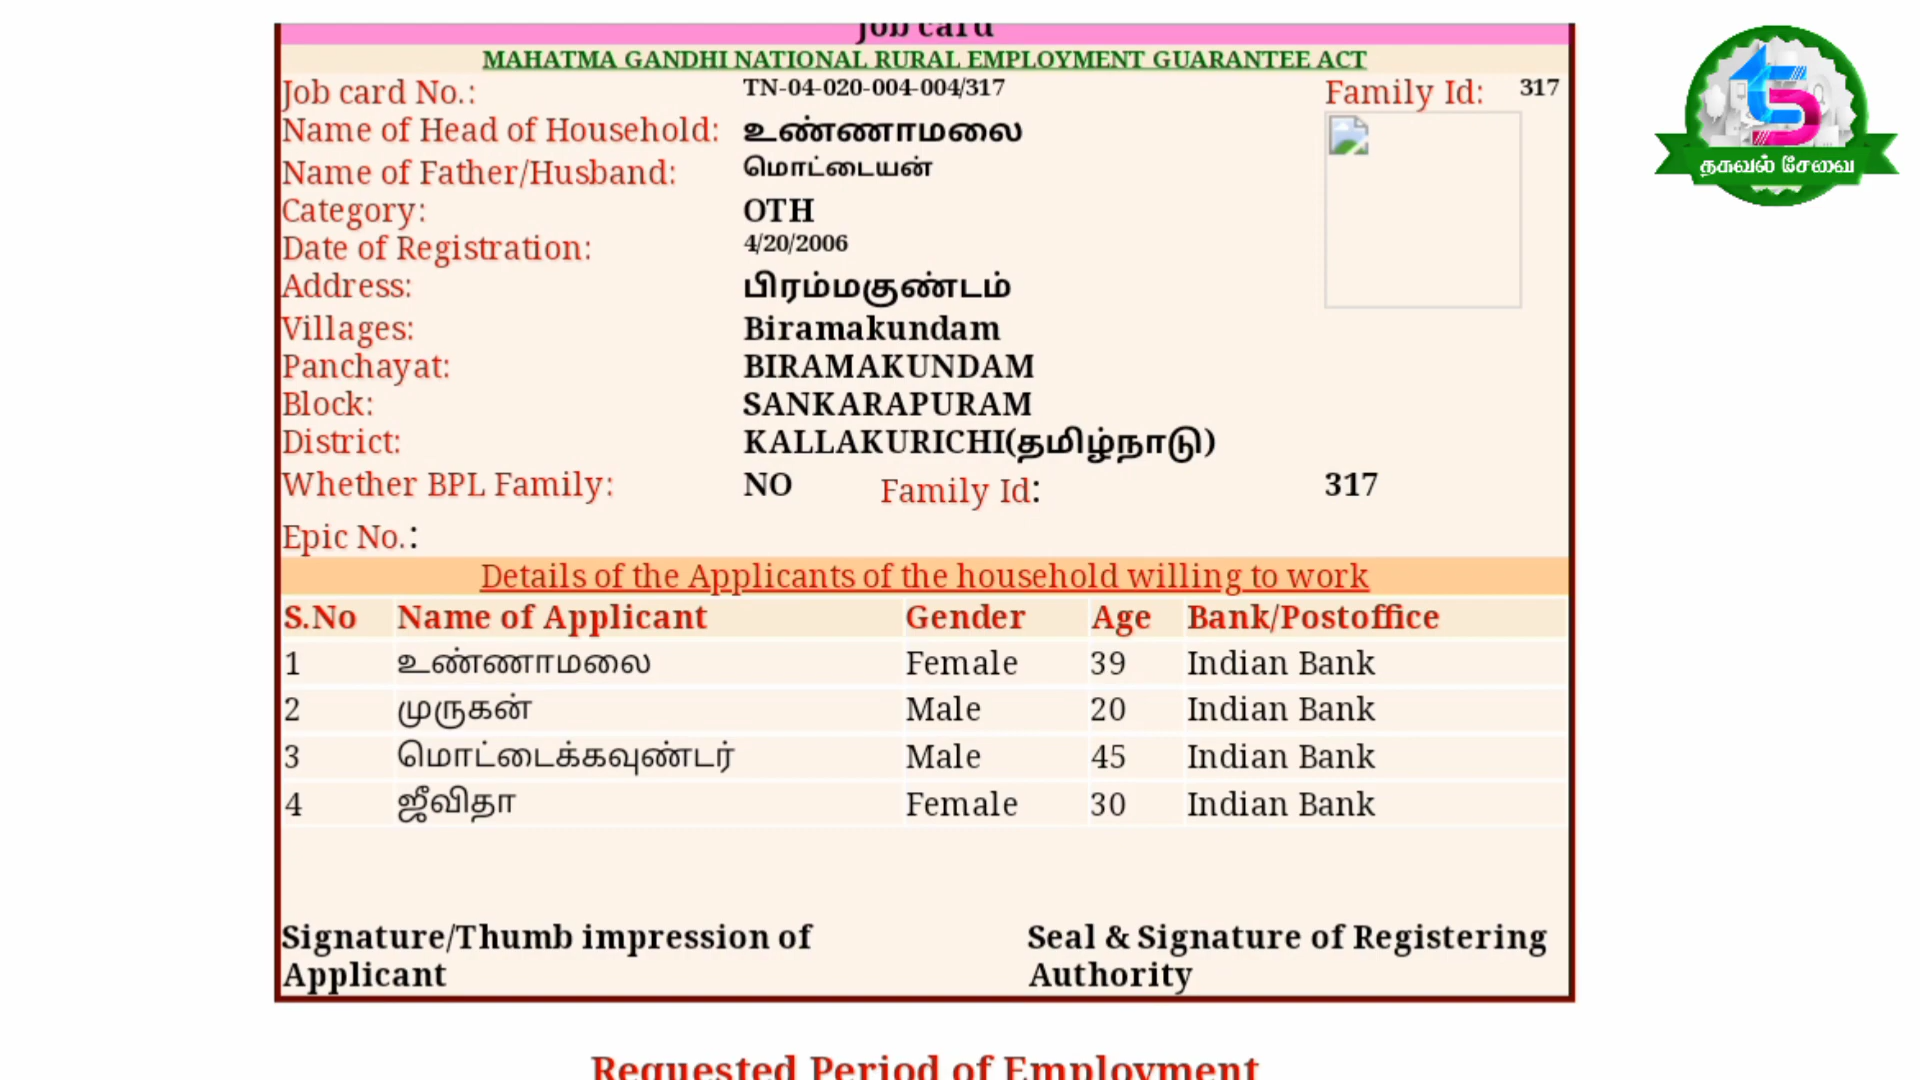 Job card
MAHATMA GANDHI NATIONAL RURAL EMPLOYMENT GUARANTEE ACT
Job card No.: TN-04-020-004-004/317 Family Id: 317
Name of Head of Household: உண்ணாமலை
Name of Father/Husband: மொட்டையன்
Category: OTH
Date of Registration: 4/20/2006
Address: பிரம்மகுண்டம்
Villages: Biramakundam
Panchayat: BIRAMAKUNDAM
Block: SANKARAPURAM
District: KALLAKURICHI(தமிழ்நாடு)
Whether BPL Family: NO Family Id: 317
Epic No.:
Details of the Applicants of the household willing to work
S.No Name of Applicant Gender Age Bank/Postoffice
1 உண்ணாமலை Female 39 Indian Bank
2 முருகன் Male 20 Indian Bank
3 மொட்டைக்கவுண்டர் Male 45 Indian Bank
4 ஜீவிதா Female 30 Indian Bank
Signature/Thumb impression of Applicant
Seal & Signature of Registering Authority
Requested Period of Employment
தகவல் சேவை